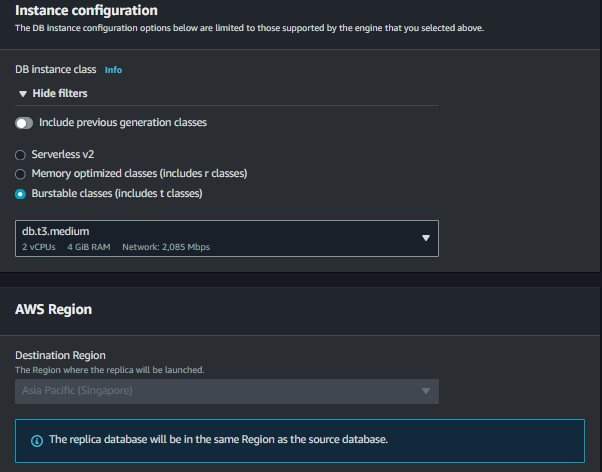 Instance configuration
The DB instance configuration options below are limited to those supported by the engine that you selected above.
DB instance class Info
Hide filters
Include previous generation classes
Serverless v2
Memory optimized classes (includes r classes)
Burstable classes (includes t classes)
db.t3.medium
2 vCPUs 4 GiB RAM Network: 2,085 Mbps
AWS Region
Destination Region
The Region where the replica will be launched.
Asia Pacific (Singapore)
The replica database will be in the same Region as the source database.